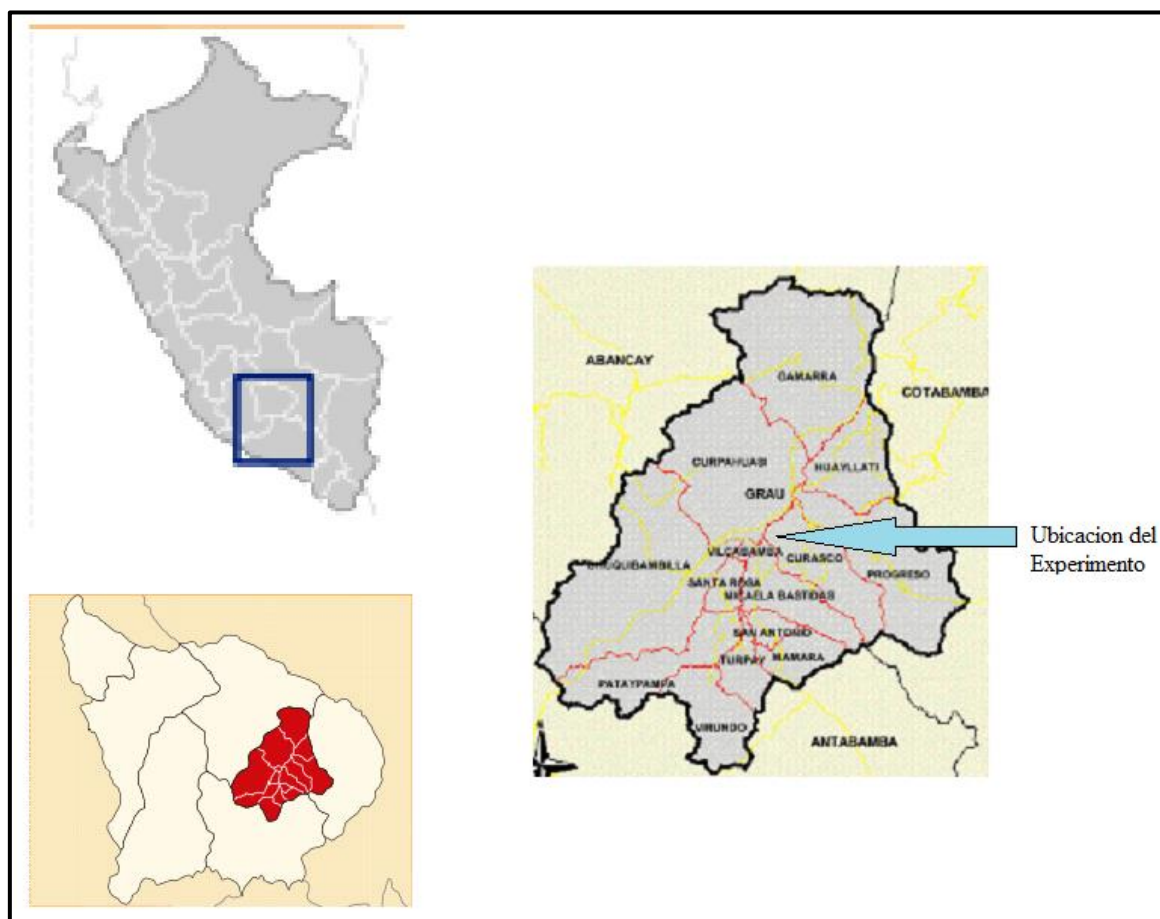 ABANCAY
GAMARRA
COTABAMBA
CURPAHUASI
HUAYLLATI
GRAU
Ubicacion del
Experimento
VILCABAMBA
CURASCO
PROGRESO
SANTA ROSA
MICAELA BASTIDAS
SAN ANTONIO
TURPAY
MAMARA
PATAYPAMPA
VIRUNDO
ANTABAMBA